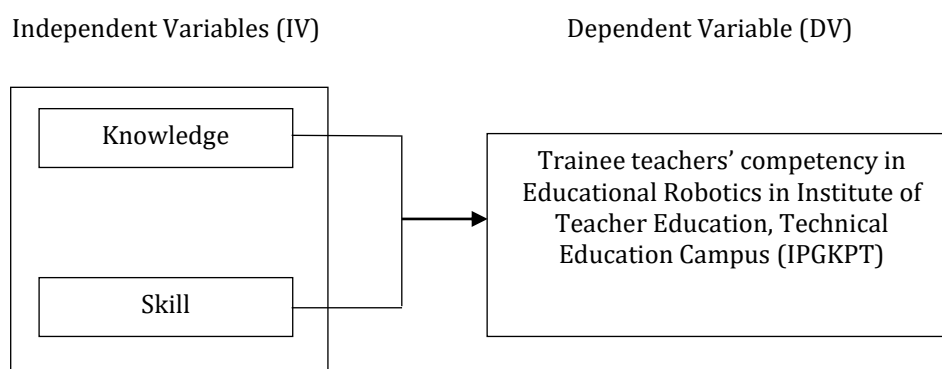 Independent Variables (IV)
Dependent Variable (DV)
Knowledge
Skill
Trainee teachers’ competency in
Educational Robotics in Institute of
Teacher Education, Technical
Education Campus (IPGKPT)